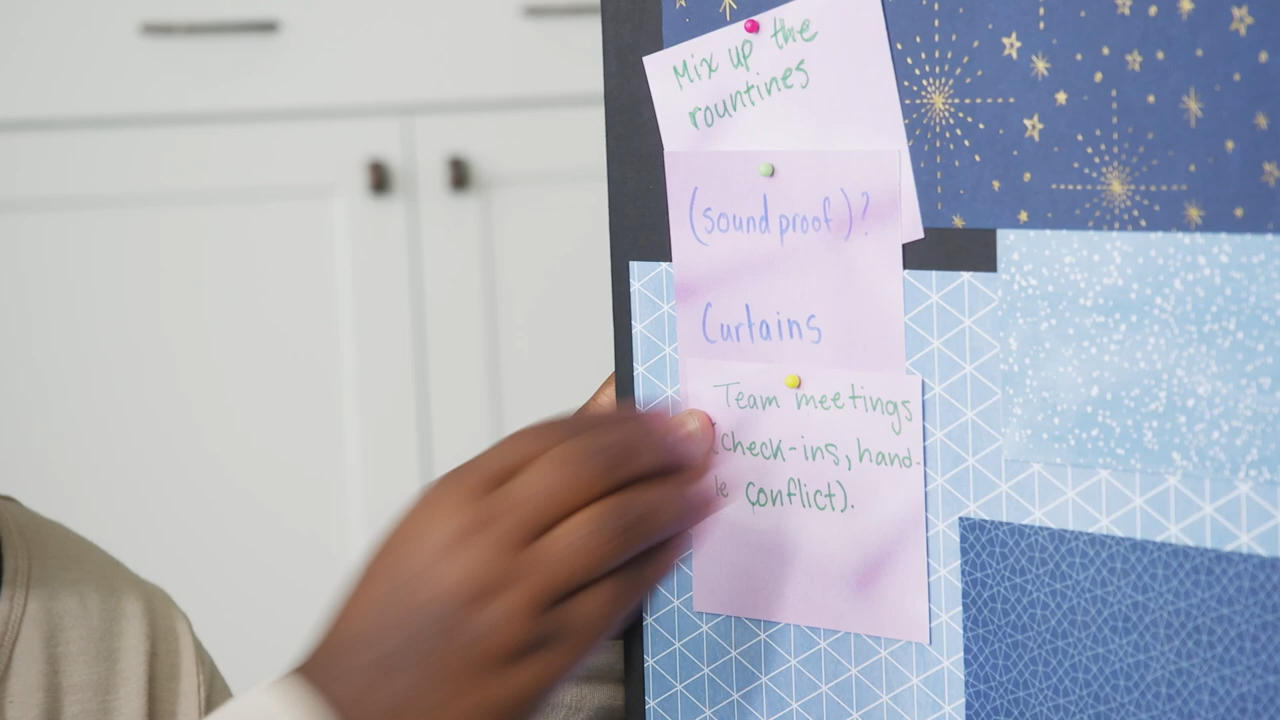 Mix up the
rountines
(sound proof)?
Curtains
Team meetings
(check-ins, hand-
le conflict).